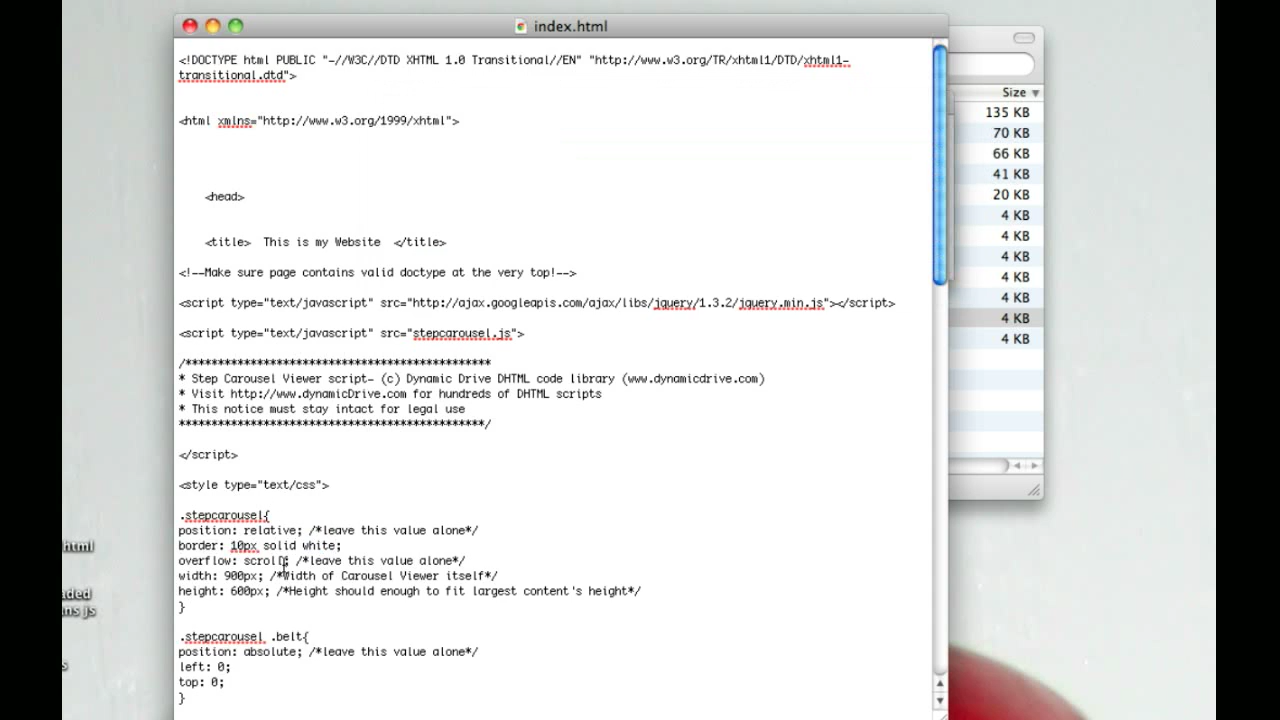 index.html
<!DOCTYPE html PUBLIC "-//W3C//DTD XHTML 1.0 Transitional//EN" "http://www.w3.org/TR/xhtml1/DTD/xhtml1-
transitional.dtd">
<html xmlns="http://www.w3.org/1999/xhtml">
<head>
<title>  This is my Website  </title>
<!--Make sure page contains valid doctype at the very top!-->
<script type="text/javascript" src="http://ajax.googleapis.com/ajax/libs/jquery/1.3.2/jquery.min.js"></script>
<script type="text/javascript" src="stepcarousel.js">
/***********************************************
* Step Carousel Viewer script- (c) Dynamic Drive DHTML code library (www.dynamicdrive.com)
* Visit http://www.dynamicDrive.com for hundreds of DHTML scripts
* This notice must stay intact for legal use
***********************************************/
</script>
<style type="text/css">
.stepcarousel{
position: relative; /*leave this value alone*/
border: 10px solid white;
overflow: scroll; /*leave this value alone*/
width: 900px; /*Width of Carousel Viewer itself*/
height: 600px; /*Height should enough to fit largest content's height*/
}
.stepcarousel .belt{
position: absolute; /*leave this value alone*/
left: 0;
top: 0;
}
Size
135 KB
70 KB
66 KB
41 KB
20 KB
4 KB
4 KB
4 KB
4 KB
4 KB
4 KB
4 KB
html
ns js